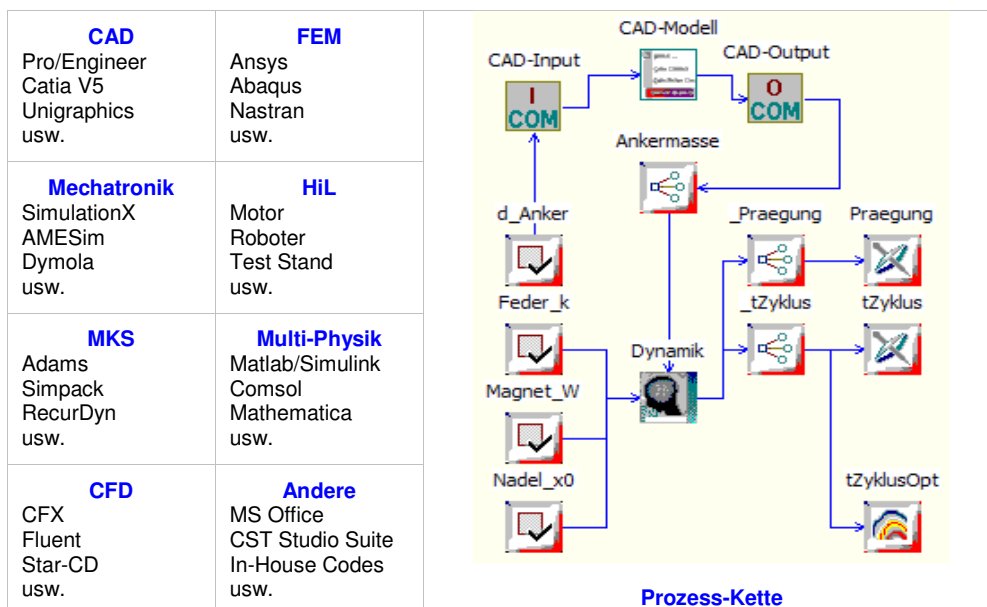 CAD
Pro/Engineer
Catia V5
Unigraphics
usw.
FEM
Ansys
Abaqus
Nastran
usw.
Mechatronik
SimulationX
AMESim
Dymola
usw.
HiL
Motor
Roboter
Test Stand
usw.
MKS
Adams
Simpack
RecurDyn
usw.
Multi-Physik
Matlab/Simulink
Comsol
Mathematica
usw.
CFD
CFX
Fluent
Star-CD
usw.
Andere
MS Office
CST Studio Suite
In-House Codes
usw.
CAD-Modell
CAD-Input
CAD-Output
I
COM
O
COM
Ankermasse
d_Anker
_Praegung
Praegung
Feder_k
_tZyklus
tZyklus
Dynamik
Magnet_W
Nadel_x0
tZyklusOpt
Prozess-Kette